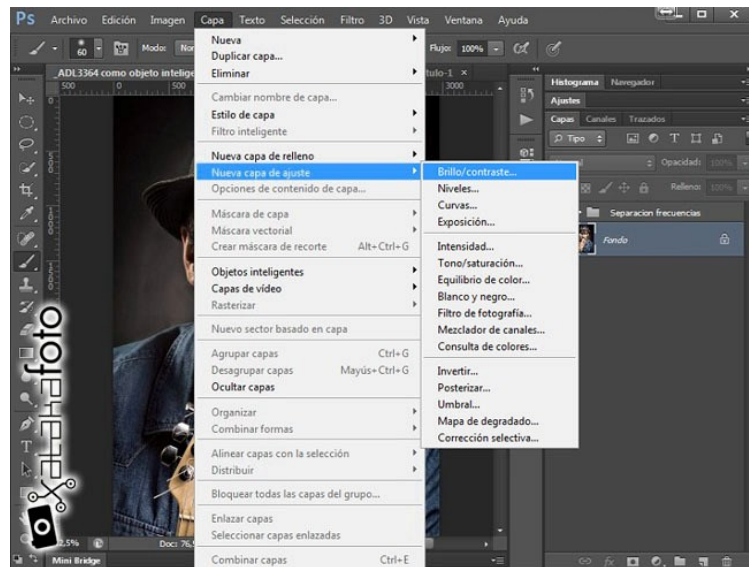 Ps Archivo Edición Imagen Capa Texto Selección Filtro 3D Vista Ventana Ayuda
60 Modo: Nor Flujo: 100%
_ADL3364 como objeto intelige tulo-1 ×
500 0 500 3000
Nueva
Duplicar capa...
Eliminar
Cambiar nombre de capa...
Estilo de capa
Filtro inteligente
Nueva capa de relleno
Nueva capa de ajuste
Opciones de contenido de capa...
Máscara de capa
Máscara vectorial
Crear máscara de recorte Alt+Ctrl+G
Objetos inteligentes
Capas de vídeo
Rasterizar
Nuevo sector basado en capa
Agrupar capas Ctrl+G
Desagrupar capas Mayús+Ctrl+G
Ocultar capas
Organizar
Combinar formas
Alinear capas con la selección
Distribuir
Bloquear todas las capas del grupo...
Enlazar capas
Seleccionar capas enlazadas
Combinar capas Ctrl+E
Brillo/contraste...
Niveles...
Curvas...
Exposición...
Intensidad...
Tono/saturación...
Equilibrio de color...
Blanco y negro...
Filtro de fotografía...
Mezclador de canales...
Consulta de colores...
Invertir...
Posterizar...
Umbral...
Mapa de degradado...
Corrección selectiva...
Histograma Navegador
Ajustes
Capas Canales Trazados
Tipo
Opacidad: 100%
Relleno: 100%
Separacion frecuencias
Fondo
xatakafoto
2,5% Doc: 76,
Mini Bridge